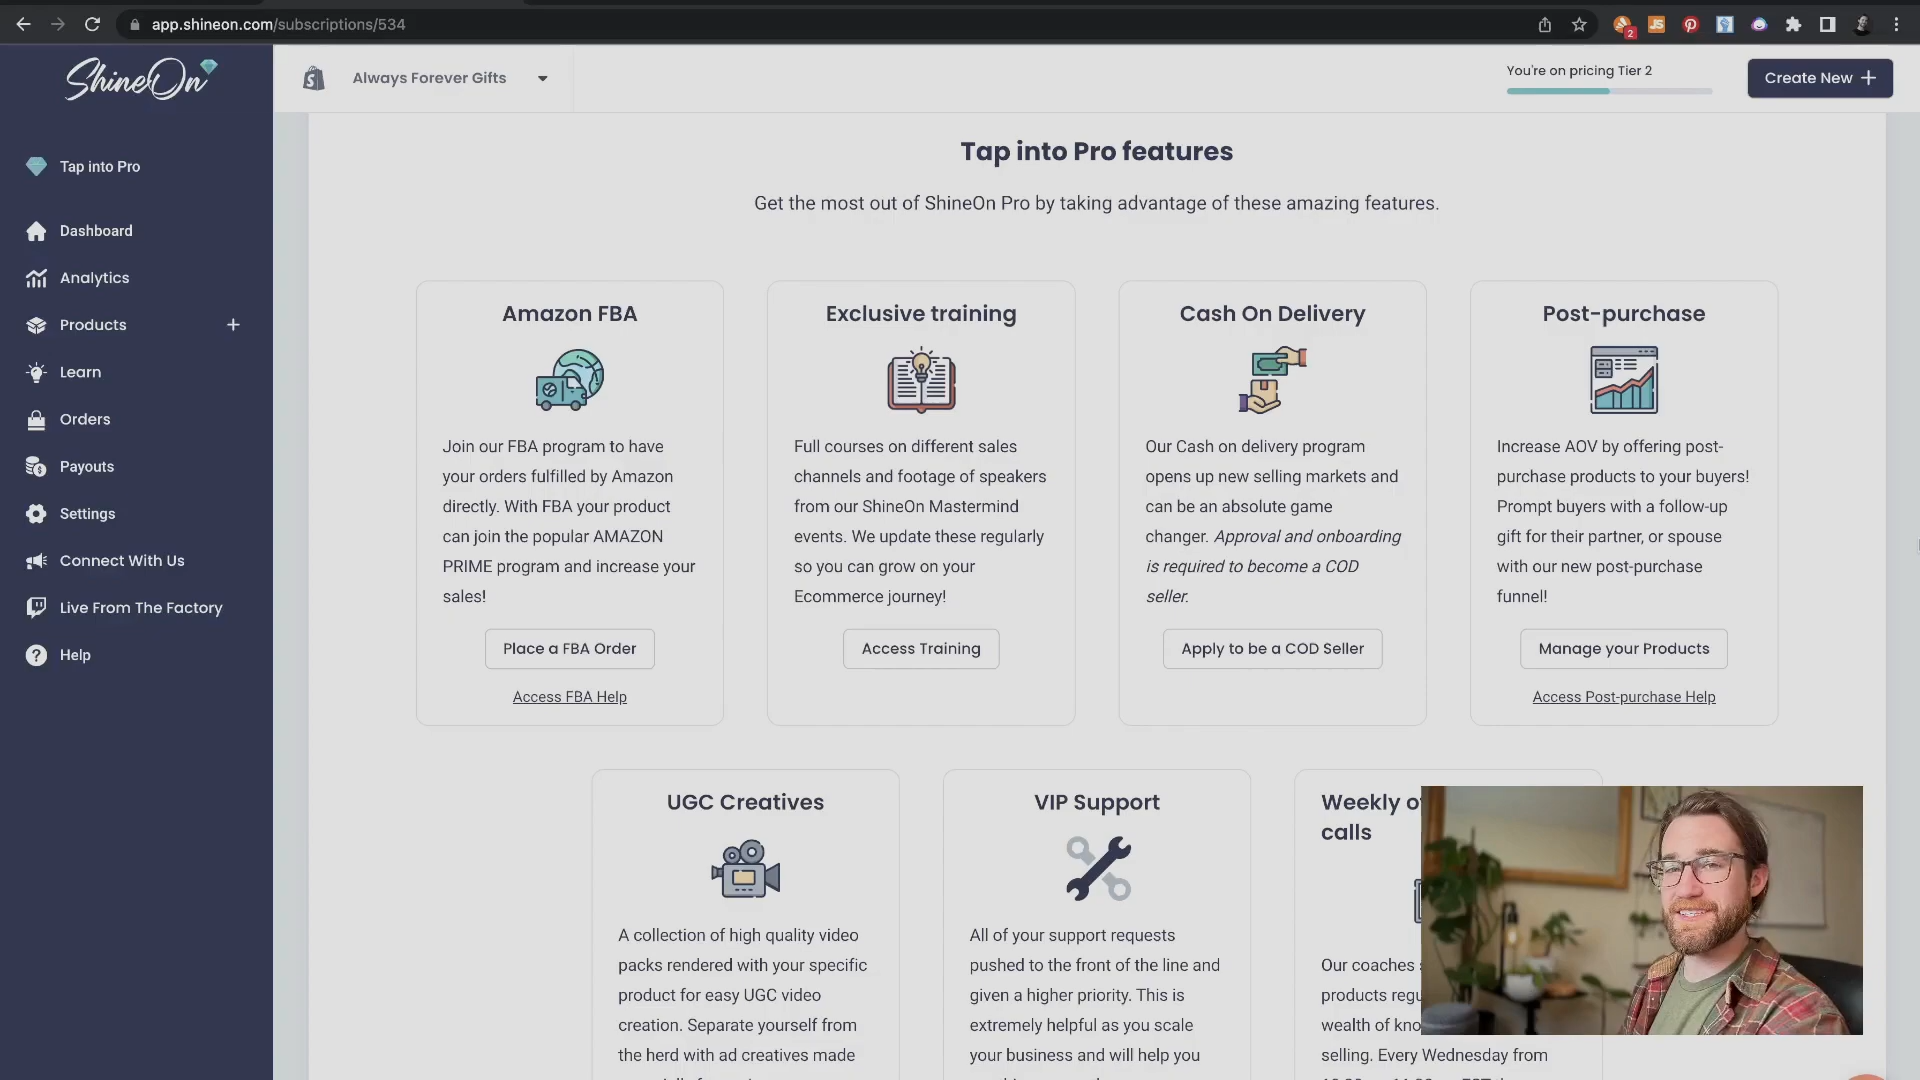 app.shineon.com/subscriptions/534
2
JS
ShineOn
Always Forever Gifts
You're on pricing Tier 2
Create New
Tap into Pro
Dashboard
Analytics
Products
Learn
Orders
Payouts
Settings
Connect With Us
Live From The Factory
Help
Tap into Pro features
Get the most out of ShineOn Pro by taking advantage of these amazing features.
Amazon FBA
Join our FBA program to have
your orders fulfilled by Amazon
directly. With FBA your product
can join the popular AMAZON
PRIME program and increase your
sales!
Place a FBA Order
Access FBA Help
Exclusive training
Full courses on different sales
channels and footage of speakers
from our ShineOn Mastermind
events. We update these regularly
so you can grow on your
Ecommerce journey!
Access Training
Cash On Delivery
Our Cash on delivery program
opens up new selling markets and
can be an absolute game
changer. Approval and onboarding
is required to become a COD
seller.
Apply to be a COD Seller
Post-purchase
Increase AOV by offering post-
purchase products to your buyers!
Prompt buyers with a follow-up
gift for their partner, or spouse
with our new post-purchase
funnel!
Manage your Products
Access Post-purchase Help
UGC Creatives
A collection of high quality video
packs rendered with your specific
product for easy UGC video
creation. Separate yourself from
the herd with ad creatives made
VIP Support
All of your support requests
pushed to the front of the line and
given a higher priority. This is
extremely helpful as you scale
your business and will help you
Weekly
calls
Our coaches
products
wealth of
selling. Every Wednesday from